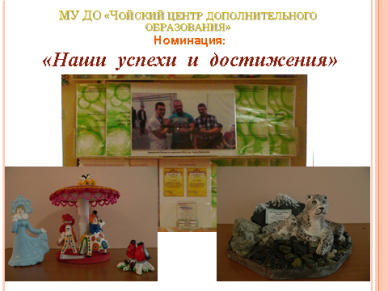 МУ ДО «ЧОЙСКИЙ ЦЕНТР ДОПОЛНИТЕЛЬНОГО
ОБРАЗОВАНИЯ»
Номинация:
«Наши успехи и достижения»